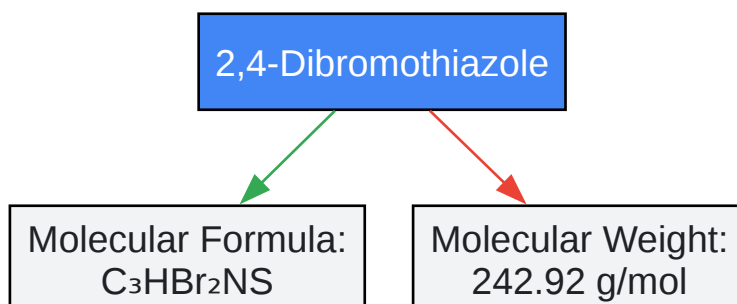 2,4-Dibromothiazole
Molecular Formula:
C₃HBr₂NS
Molecular Weight:
242.92 g/mol